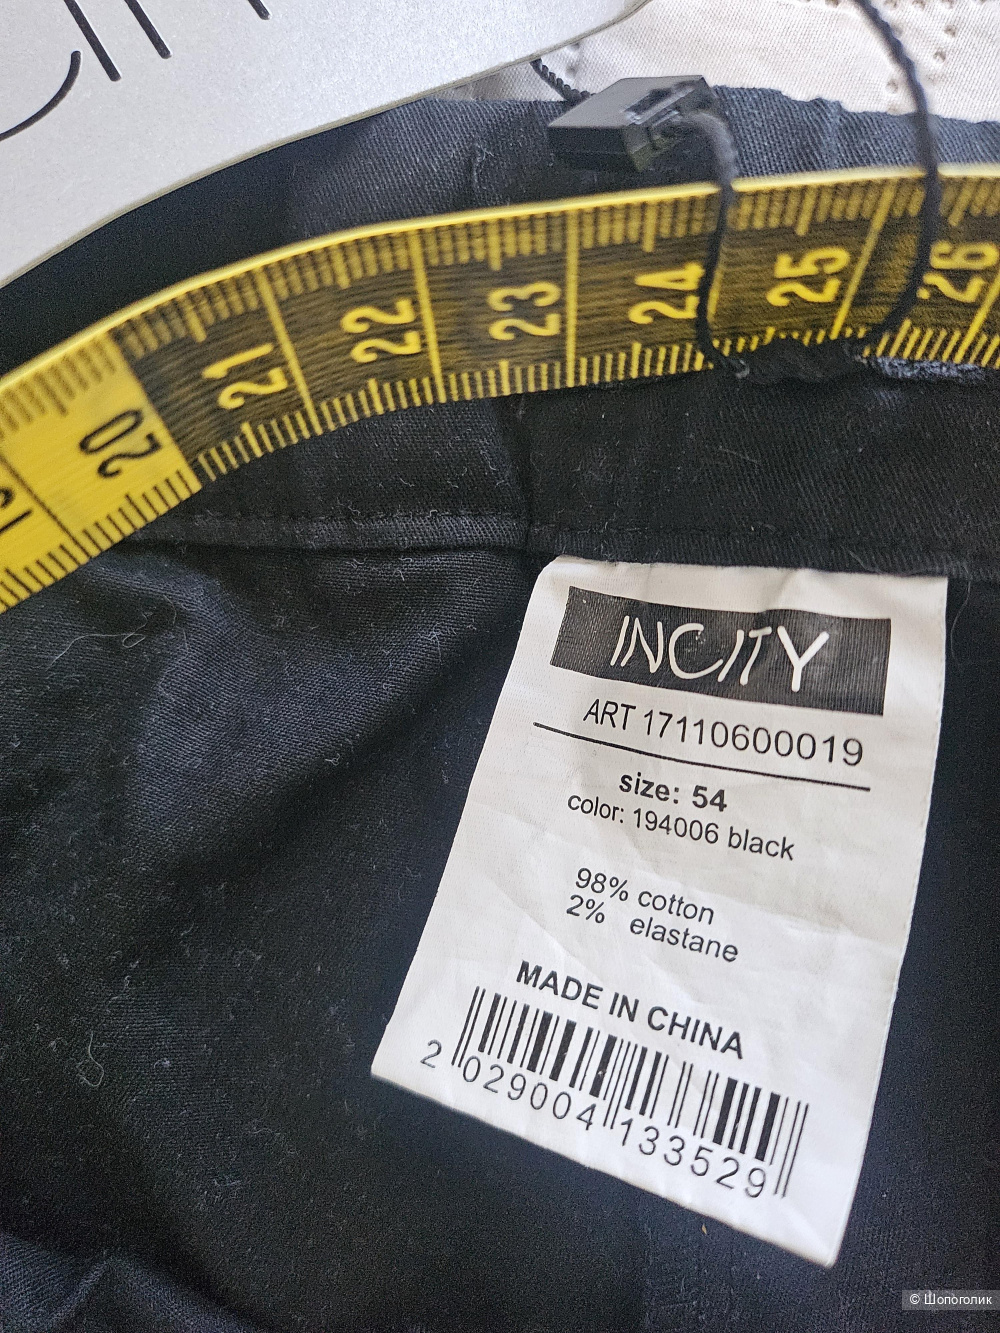 20 21 22 23 24 25 26
INCITY
ART 17110600019
size: 54
color: 194006 black
98% cotton
2% elastane
MADE IN CHINA
2 029004 133529
© Шопоголик